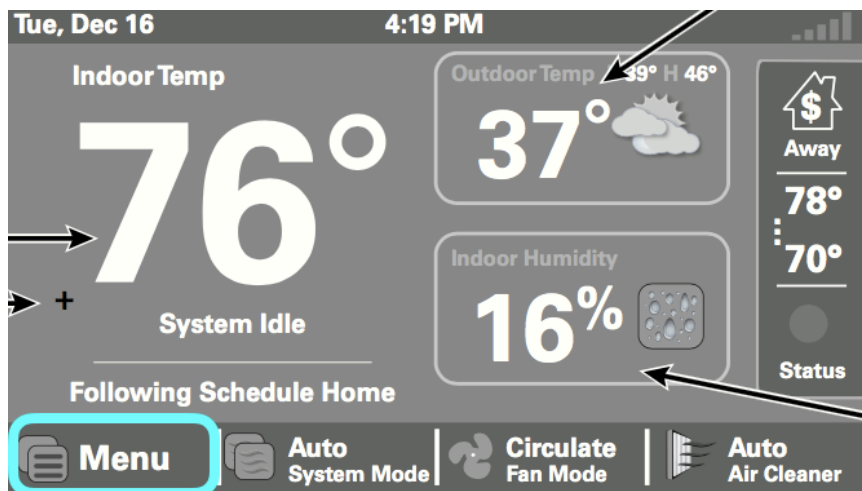 Tue, Dec 16
4:19 PM
Indoor Temp
76°
+
System Idle
Following Schedule Home
Outdoor Temp 39° H 46°
37°
Indoor Humidity
16%
$
Away
78°
70°
Status
Menu
Auto
System Mode
Circulate
Fan Mode
Auto
Air Cleaner